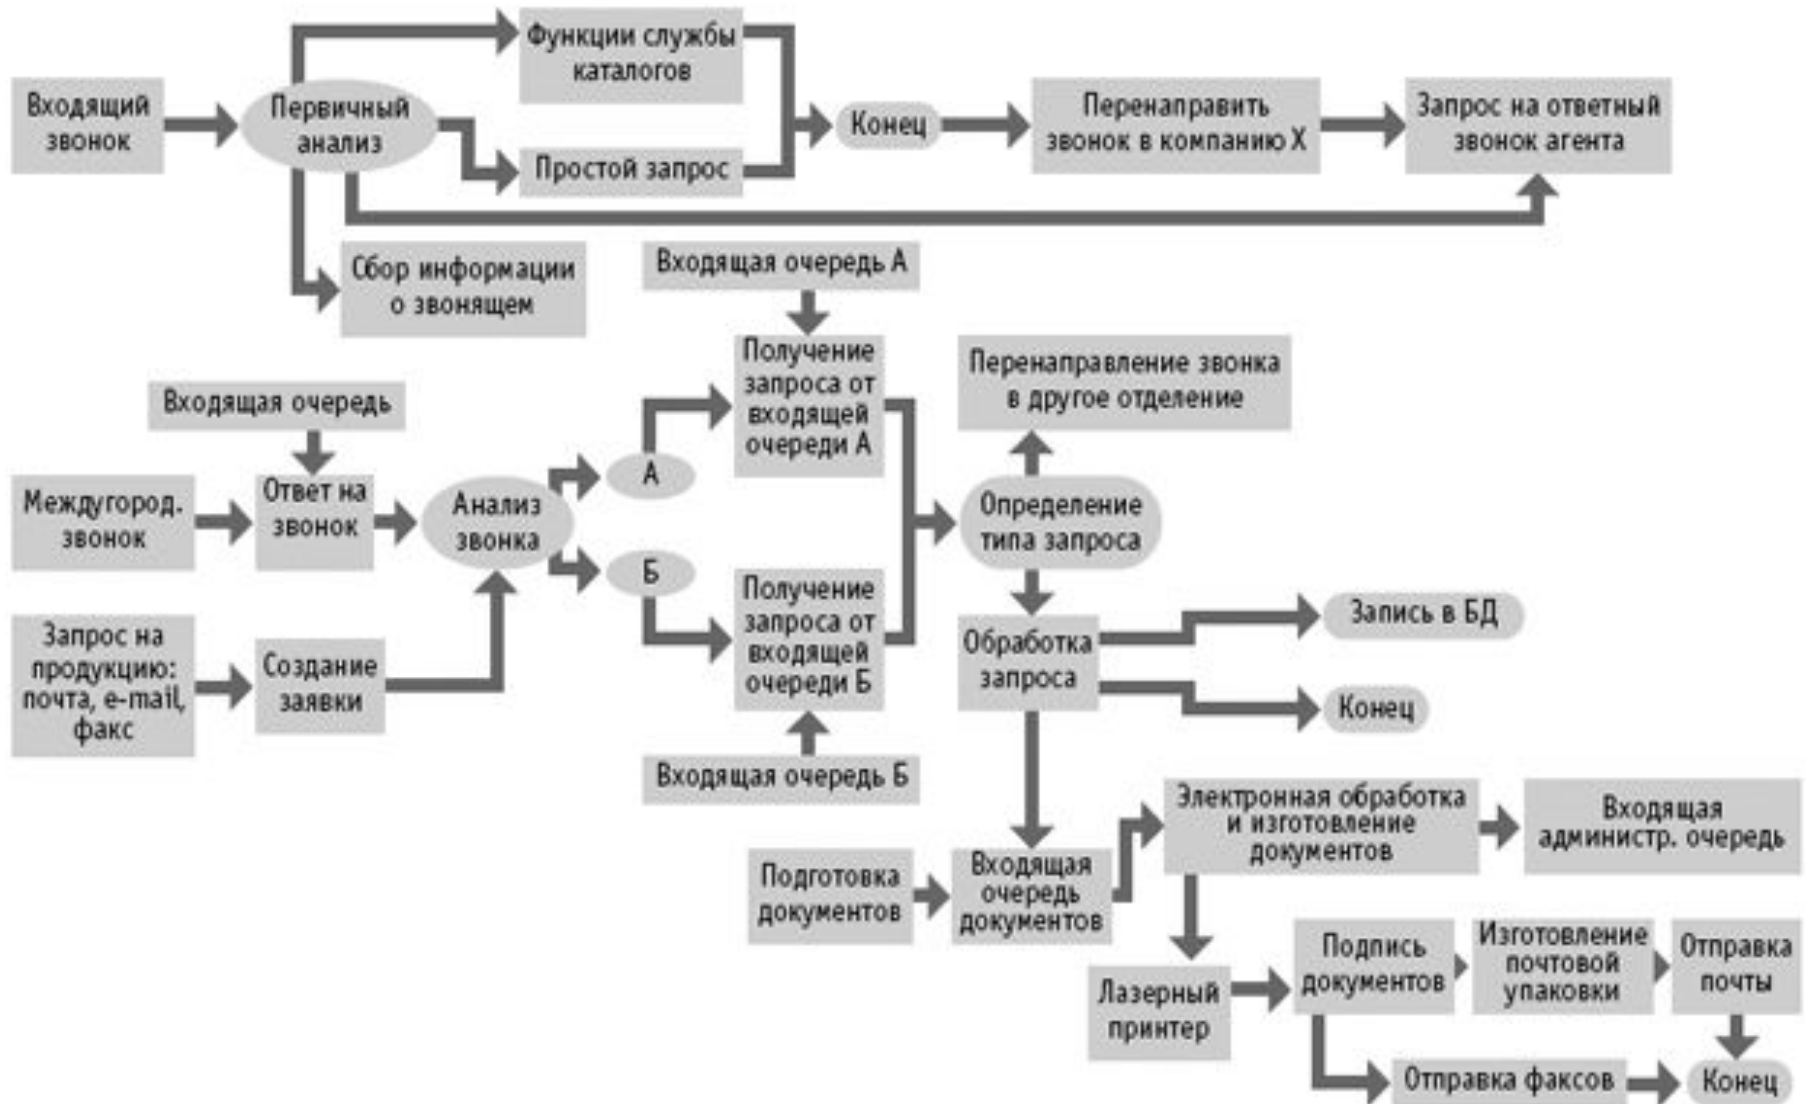 Входящий
звонок
Первичный
анализ
Функции службы
каталогов
Простой запрос
Конец
Перенаправить
звонок в компанию X
Запрос на ответный
звонок агента
Сбор информации
о звонящем
Входящая очередь А
Получение
запроса от
входящей
очереди А
Перенаправление звонка
в другое отделение
Входящая очередь
Междугород.
звонок
Ответ на
звонок
Анализ
звонка
А
Б
Определение
типа запроса
Запрос на
продукцию:
почта, e-mail,
факс
Создание
заявки
Получение
запроса от
входящей
очереди Б
Входящая очередь Б
Обработка
запроса
Запись в БД
Конец
Подготовка
документов
Входящая
очередь
документов
Электронная обработка
и изготовление
документов
Входящая
администр. очередь
Лазерный
принтер
Подпись
документов
Изготовление
почтовой
упаковки
Отправка
почты
Отправка факсов
Конец